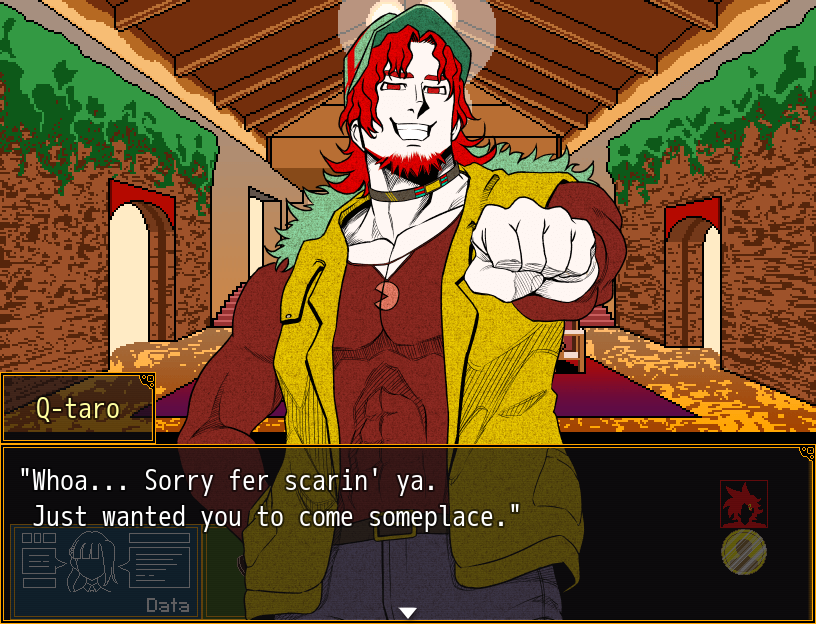 Q-taro
"Whoa... Sorry fer scarin' ya.
Just wanted you to come someplace."
Data